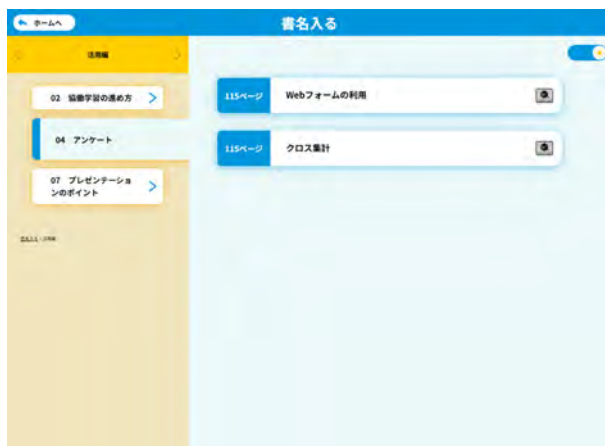 ホームへ
書名入る
活用編
02 協働学習の進め方
04 アンケート
07 プレゼンテーショ
ンのポイント
115ページ Webフォームの利用
115ページ クロス集計